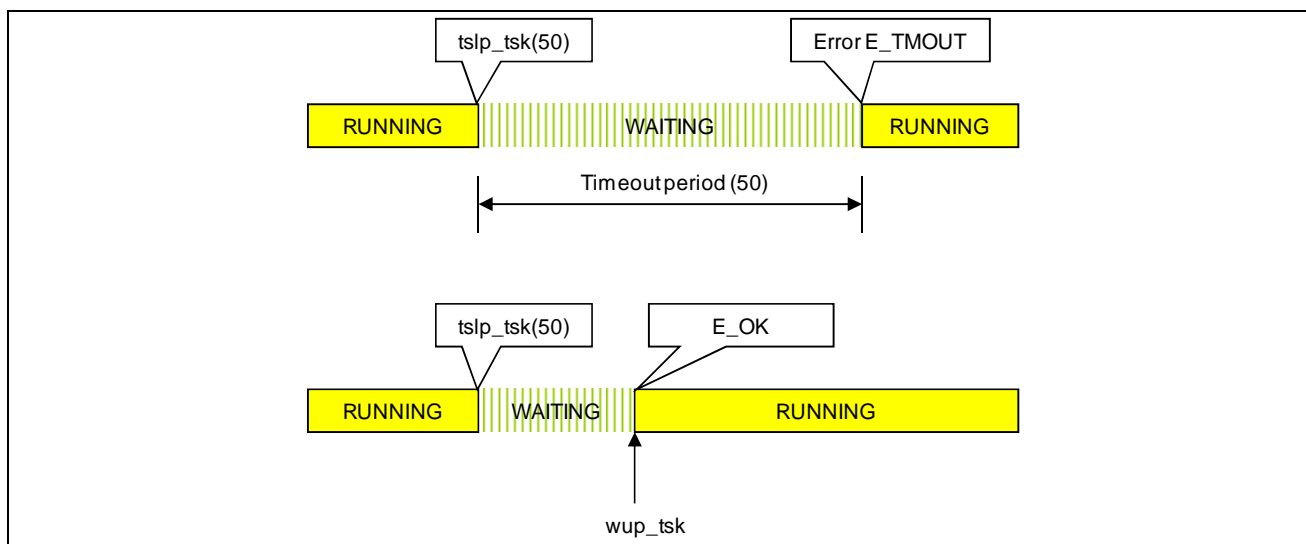 tslp_tsk(50)
Error E_TMOUT
RUNNING
WAITING
RUNNING
Timeout period (50)
tslp_tsk(50)
E_OK
RUNNING
WAITING
RUNNING
wup_tsk